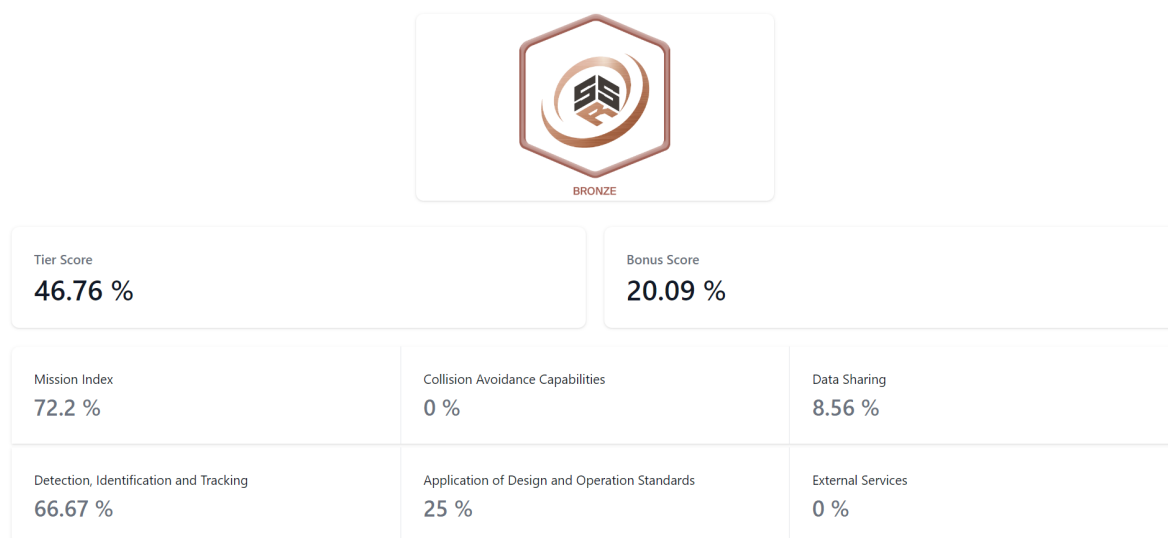 SSR
BRONZE
Tier Score
46.76 %
Bonus Score
20.09 %
Mission Index
72.2 %
Collision Avoidance Capabilities
0 %
Data Sharing
8.56 %
Detection, Identification and Tracking
66.67 %
Application of Design and Operation Standards
25 %
External Services
0 %